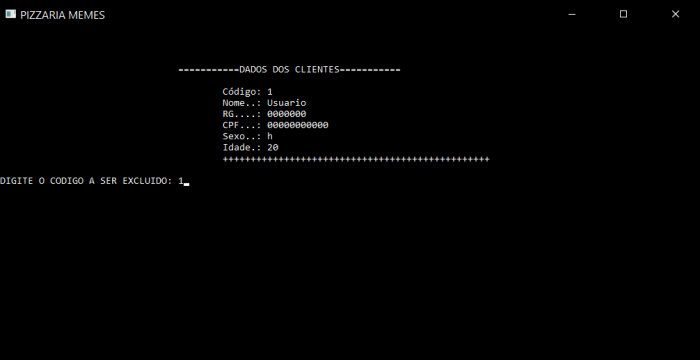 PIZZARIA MEMES
===========DADOS DOS CLIENTES===========
Código: 1
Nome..: Usuario
RG....: 0000000
CPF...: 00000000000
Sexo..: h
Idade.: 20
++++++++++++++++++++++++++++++++++++++++++++++++
DIGITE O CODIGO A SER EXCLUIDO: 1